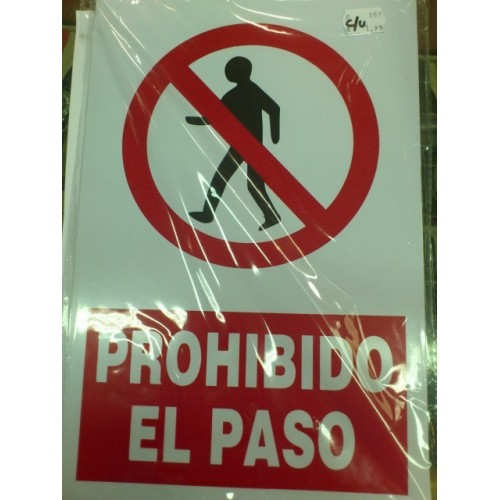 c/u
PROHIBIDO
EL PASO